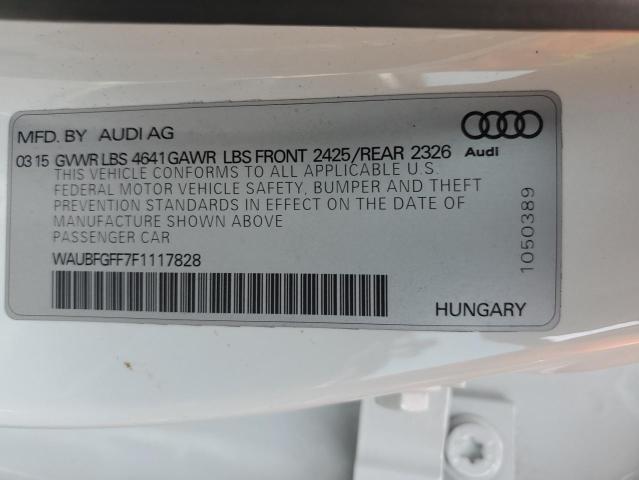 MFD. BY AUDI AG
03 15 GVWR LBS 4641 GAWR LBS FRONT 2425/REAR 2326
THIS VEHICLE CONFORMS TO ALL APPLICABLE U.S.
FEDERAL MOTOR VEHICLE SAFETY, BUMPER AND THEFT
PREVENTION STANDARDS IN EFFECT ON THE DATE OF
MANUFACTURE SHOWN ABOVE
PASSENGER CAR
WAUBFGFF7F1117828
Audi
1050389
HUNGARY